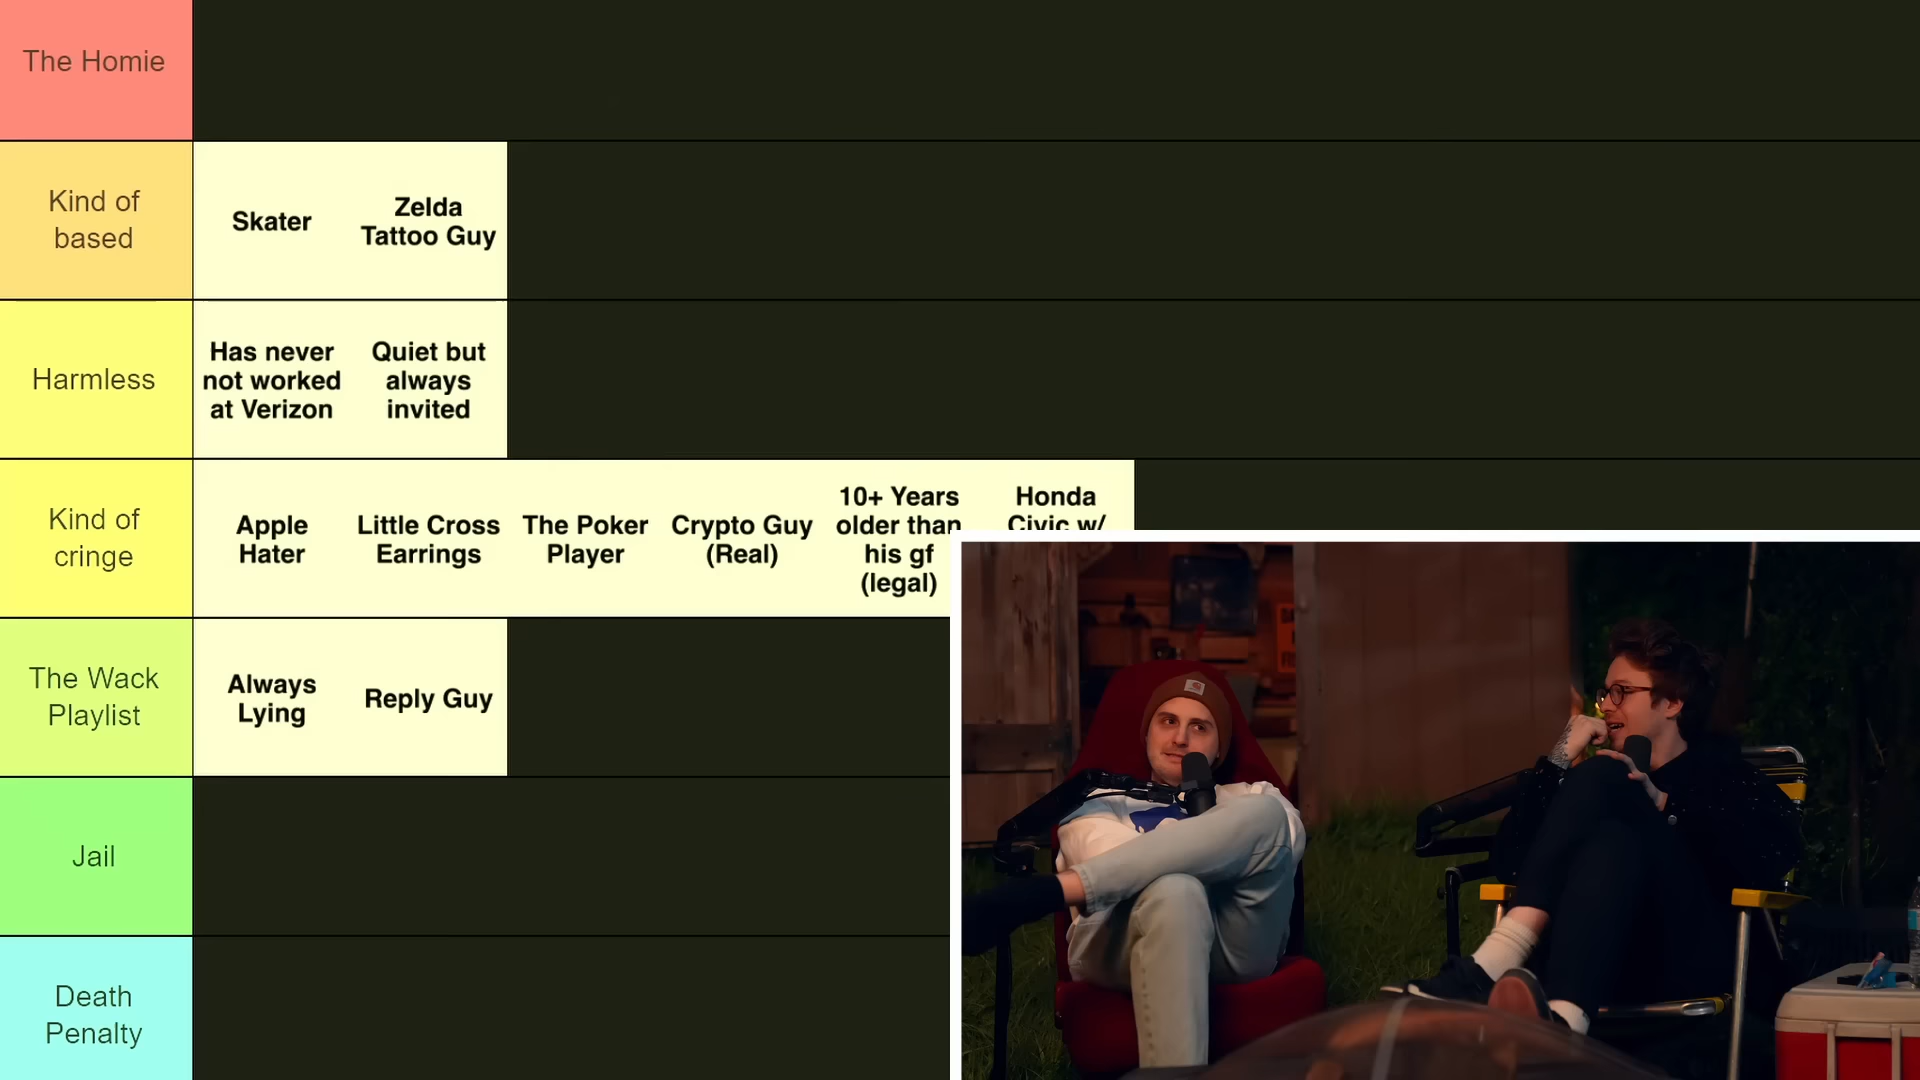 The Homie
Kind of
based
Skater
Zelda
Tattoo Guy
Harmless
Has never
not worked
at Verizon
Quiet but
always
invited
Kind of
cringe
Apple
Hater
Little Cross
Earrings
The Poker
Player
Crypto Guy
(Real)
10+ Years
older than
his gf
(legal)
Honda
Civic w/
The Wack
Playlist
Always
Lying
Reply Guy
Jail
Death
Penalty